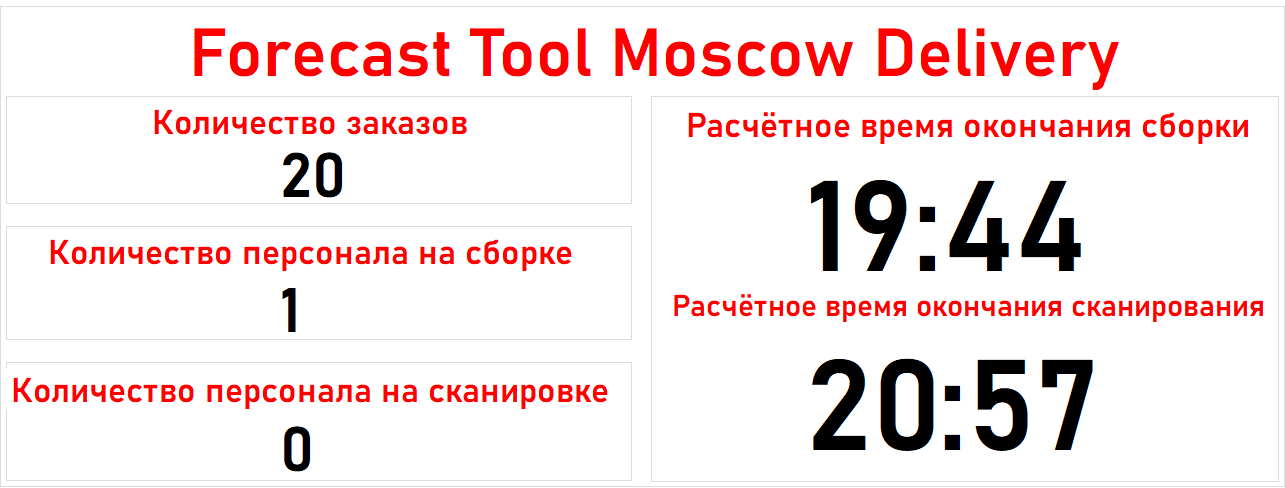 Forecast Tool Moscow Delivery
Количество заказов
20
Количество персонала на сборке
1
Количество персонала на сканировке
0
Расчётное время окончания сборки
19:44
Расчётное время окончания сканирования
20:57